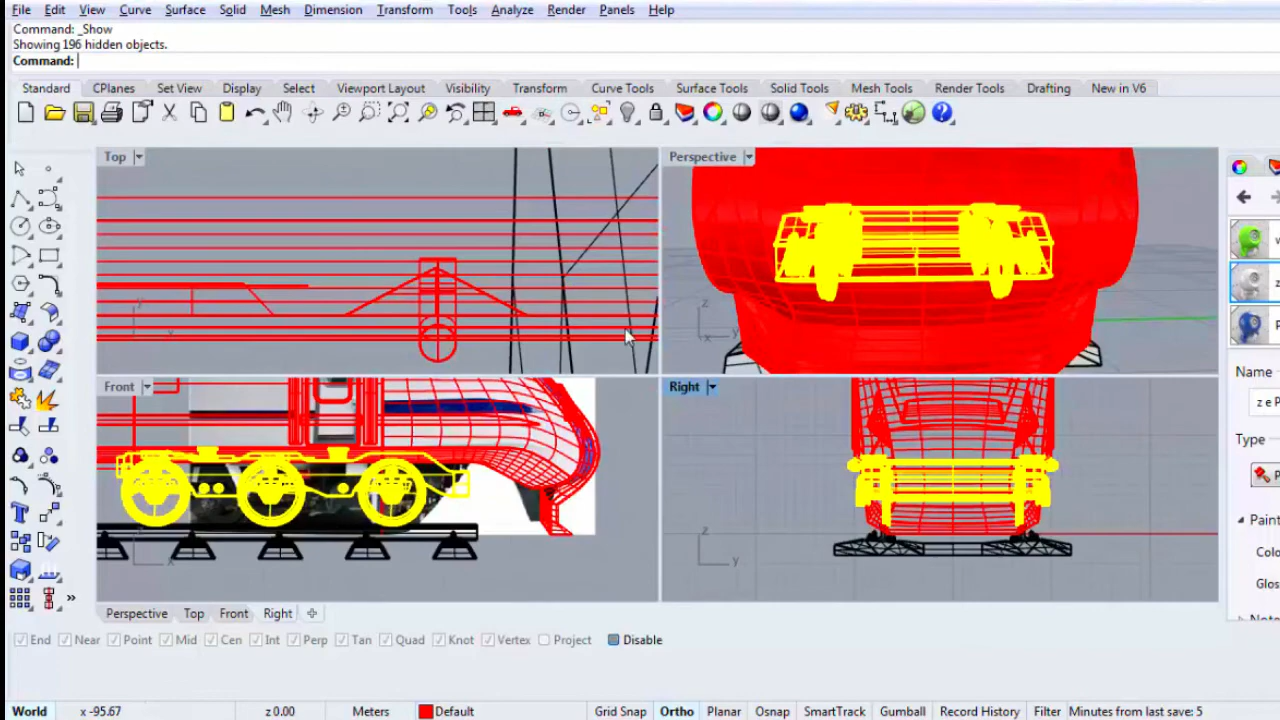 File Edit View Curve Surface Solid Mesh Dimension Transform Tools Analyze Render Panels Help
Command: _Show
Showing 196 hidden objects.
Command:
Standard CPlanes Set View Display Select Viewport Layout Visibility Transform Curve Tools Surface Tools Solid Tools Mesh Tools Render Tools Drafting New in V6
Top Perspective
y x z x y
Front Right
z x z y
Name
z e P
Type
P
Pain
Colo
Glos
Perspective Top Front Right
End Near Point Mid Cen Int Perp Tan Quad Knot Vertex Project Disable
World x -95.67 z 0.00 Meters Default Grid Snap Ortho Planar Osnap SmartTrack Gumball Record History Filter Minutes from last save: 5